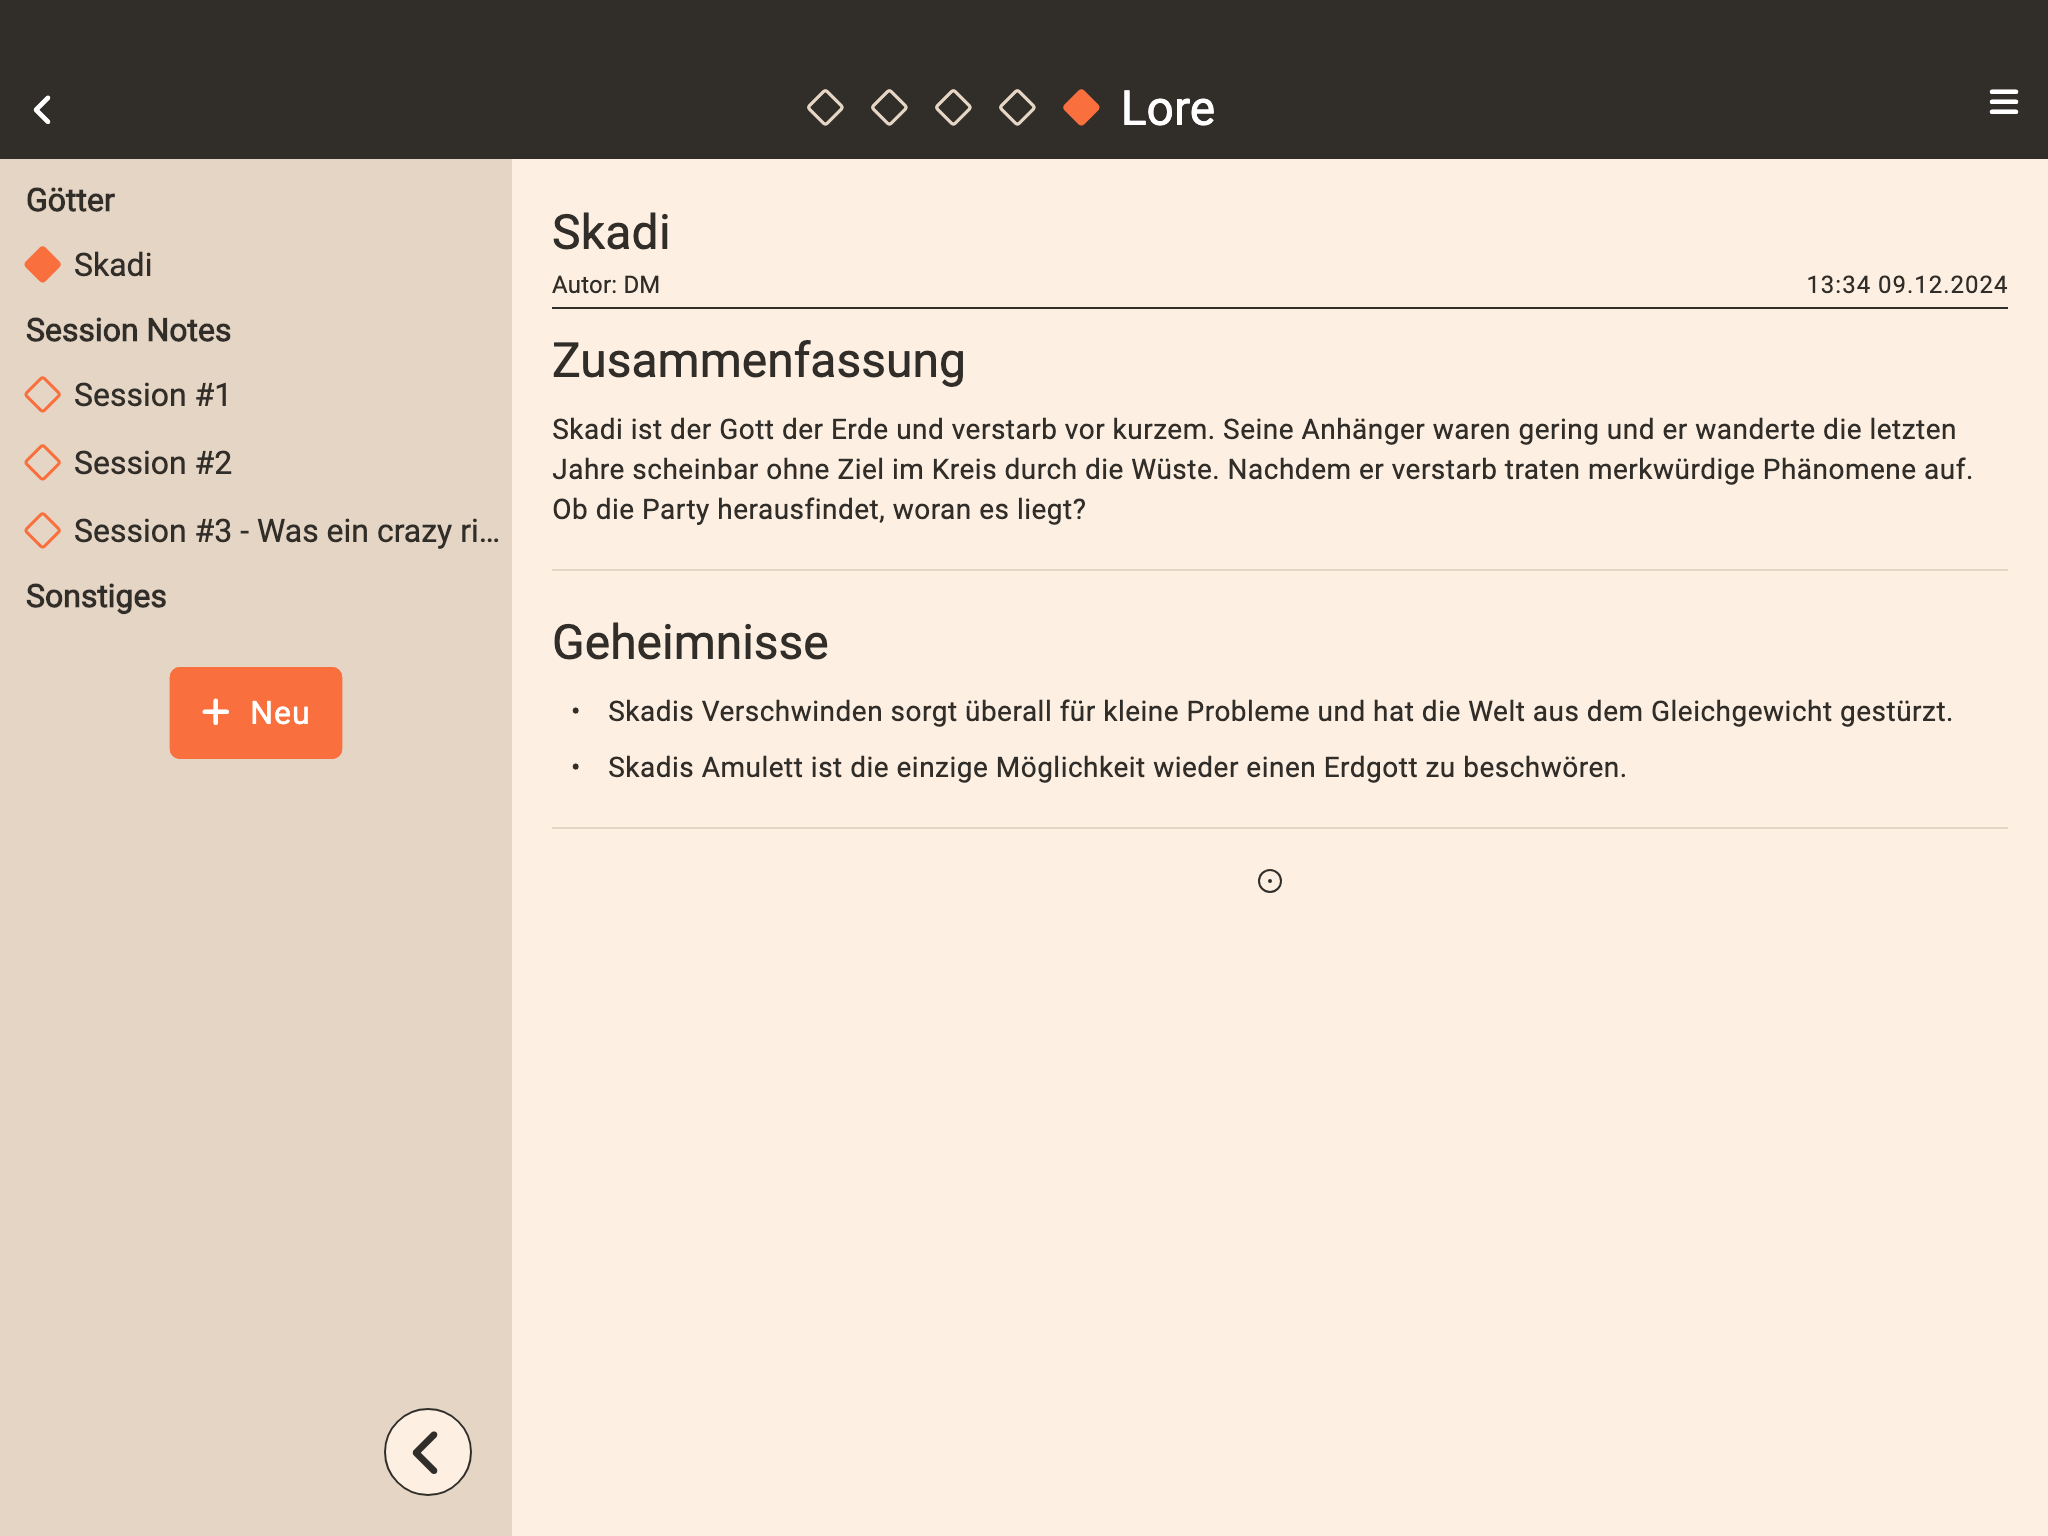 Lore
Götter
Skadi
Session Notes
Session #1
Session #2
Session #3 - Was ein crazy ri...
Sonstiges
+ Neu
Skadi
Autor: DM
13:34 09.12.2024
Zusammenfassung
Skadi ist der Gott der Erde und verstarb vor kurzem. Seine Anhänger waren gering und er wanderte die letzten
Jahre scheinbar ohne Ziel im Kreis durch die Wüste. Nachdem er verstarb traten merkwürdige Phänomene auf.
Ob die Party herausfindet, woran es liegt?
Geheimnisse
• Skadis Verschwinden sorgt überall für kleine Probleme und hat die Welt aus dem Gleichgewicht gestürzt.
• Skadis Amulett ist die einzige Möglichkeit wieder einen Erdgott zu beschwören.